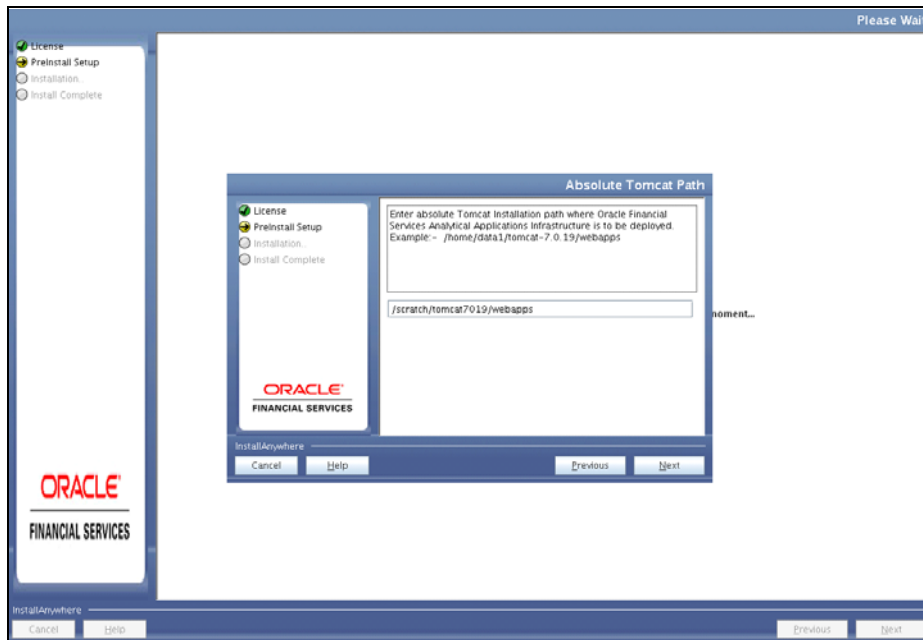 Please Wait
License
PreInstall Setup
Installation..
Install Complete
Absolute Tomcat Path
License
PreInstall Setup
Installation..
Install Complete
Enter absolute Tomcat Installation path where Oracle Financial
Services Analytical Applications Infrastructure is to be deployed.
Example:- /home/data1/tomcat-7.0.19/webapps
/scratch/tomcat7019/webapps
moment...
ORACLE
FINANCIAL SERVICES
InstallAnywhere
Cancel Help Previous Next
ORACLE
FINANCIAL SERVICES
InstallAnywhere
Cancel Help Previous Next